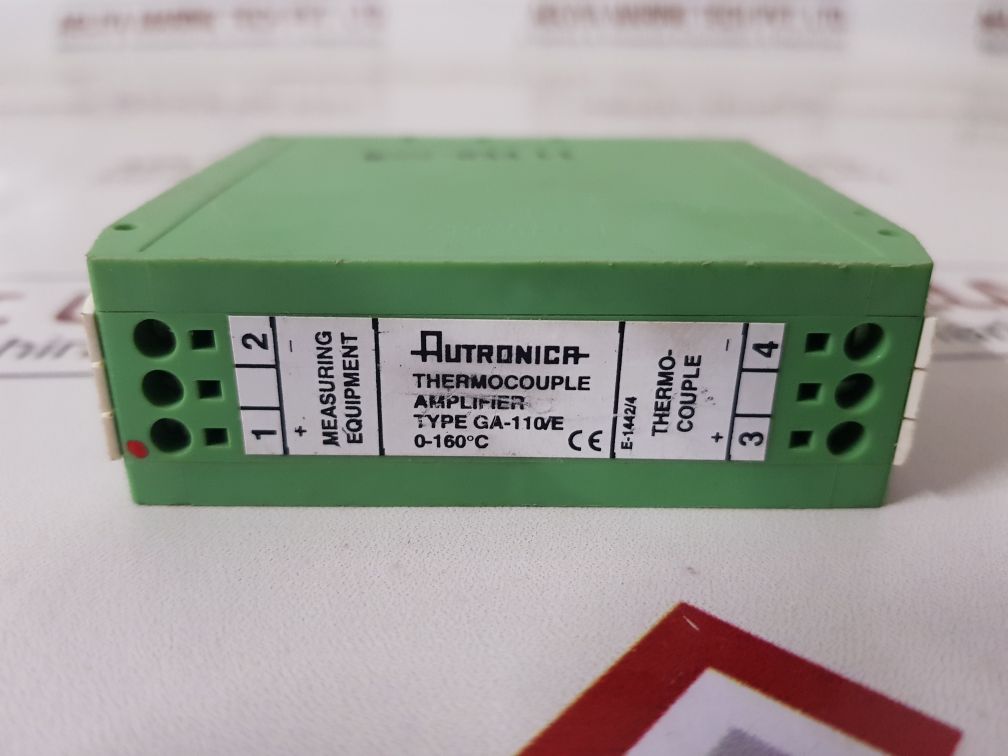 2
1
−
+
MEASURING
EQUIPMENT
AUTRONICA
THERMOCOUPLE
AMPLIFIER
TYPE GA-110/E
0-160°C
CE
E-1442/4
THERMO-
COUPLE
−
+
4
3